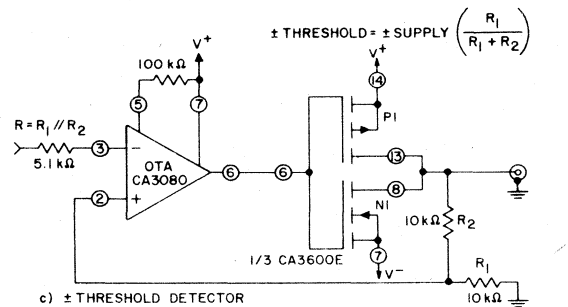 ± THRESHOLD = ± SUPPLY ( R1 / R1 + R2 )
V+
V+
100 kΩ
14
5
7
P1
R = R1 // R2
3
−
5.1 kΩ
OTA
CA3080
6
6
13
8
2
+
N1
10 kΩ
R2
7
1/3 CA3600E
V−
R1
10 kΩ
c) ± THRESHOLD DETECTOR